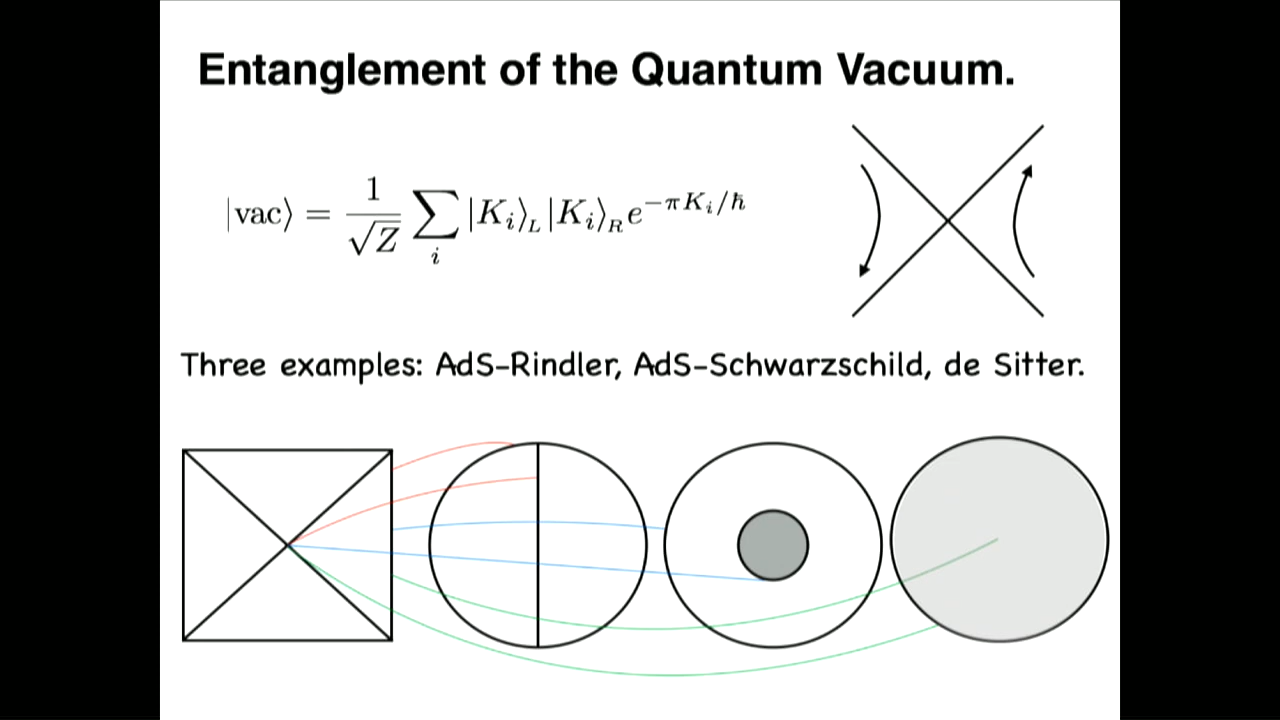 Entanglement of the Quantum Vacuum.
|vac⟩ = 1/√Z ∑_i |K_i⟩_L |K_i⟩_R e^{−πK_i/ħ}
Three examples: AdS-Rindler, AdS-Schwarzschild, de Sitter.